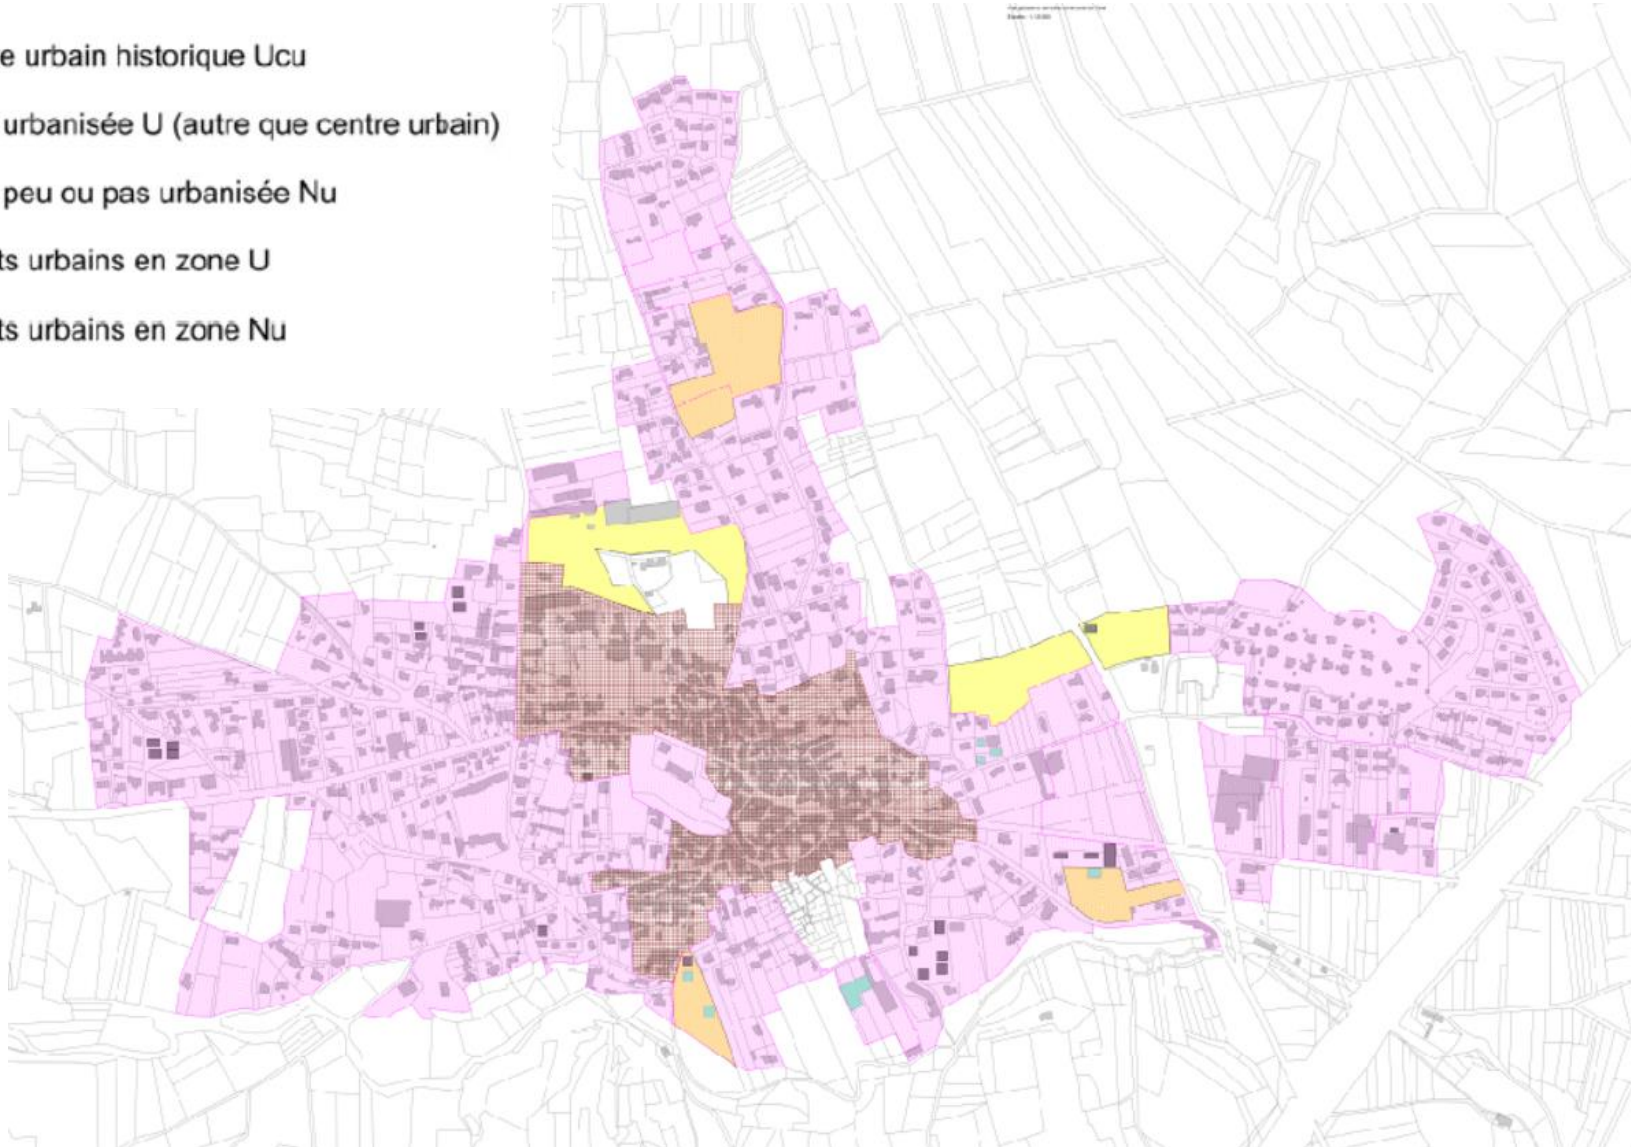 e urbain historique Ucu
urbanisée U (autre que centre urbain)
peu ou pas urbanisée Nu
ts urbains en zone U
ts urbains en zone Nu